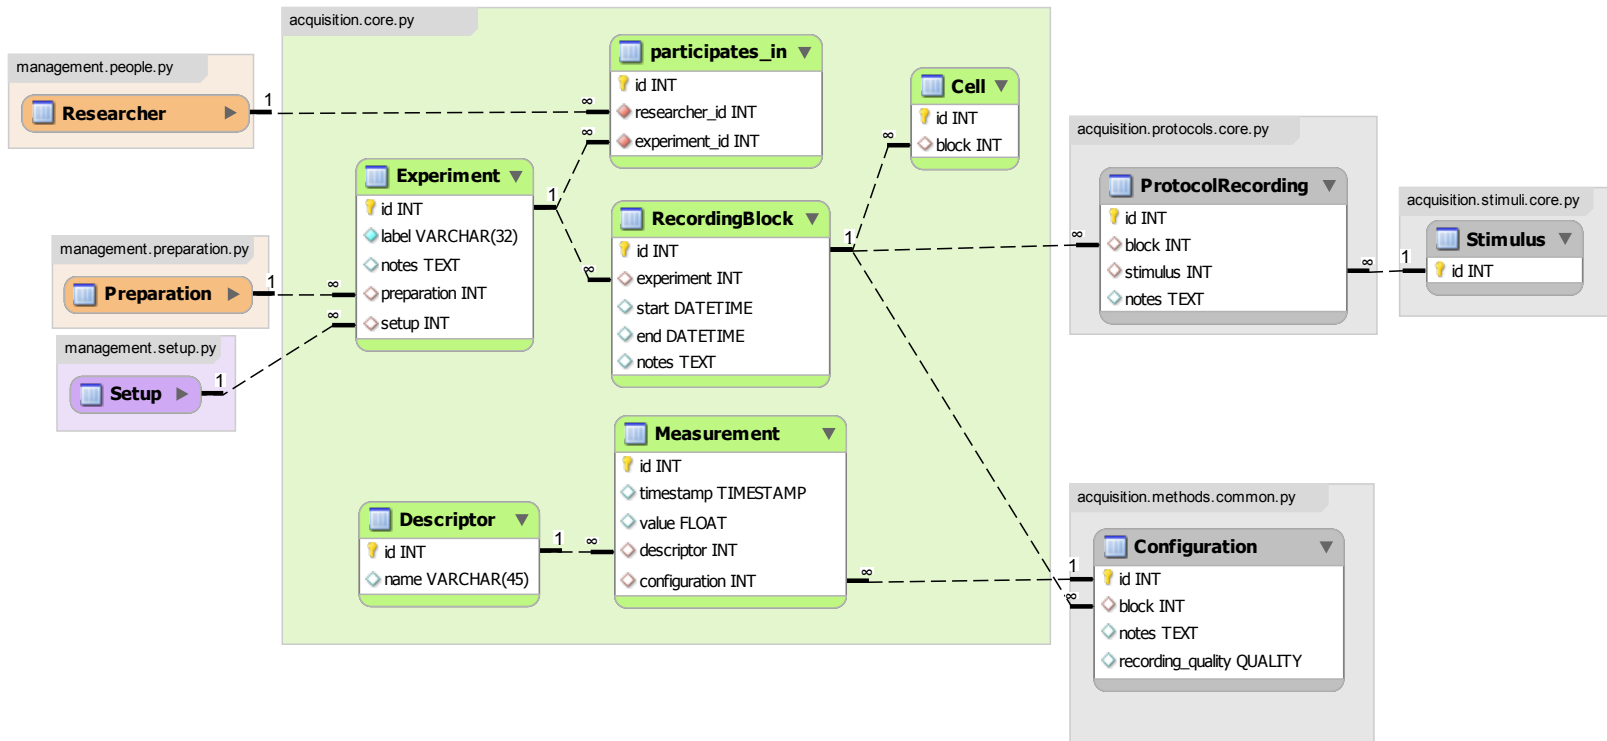 acquisition.core.py
management.people.py
Researcher
1
∞
participates_in
id INT
researcher_id INT
experiment_id INT
∞
Cell
id INT
block INT
∞
Experiment
id INT
label VARCHAR(32)
notes TEXT
preparation INT
setup INT
1
∞
∞
∞
management.preparation.py
Preparation
1
management.setup.py
Setup
1
RecordingBlock
id INT
experiment INT
start DATETIME
end DATETIME
notes TEXT
1
acquisition.protocols.core.py
ProtocolRecording
id INT
block INT
stimulus INT
notes TEXT
∞
∞
acquisition.stimuli.core.py
Stimulus
id INT
1
Measurement
id INT
timestamp TIMESTAMP
value FLOAT
descriptor INT
configuration INT
∞
∞
Descriptor
id INT
name VARCHAR(45)
1
acquisition.methods.common.py
Configuration
id INT
block INT
notes TEXT
recording_quality QUALITY
1
∞